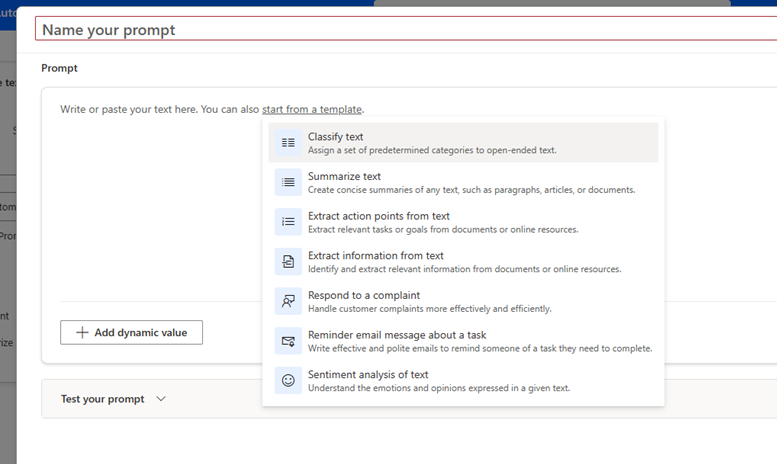 Auto
Name your prompt
Prompt
Write or paste your text here. You can also start from a template.
Classify text
Assign a set of predetermined categories to open-ended text.
Summarize text
Create concise summaries of any text, such as paragraphs, articles, or documents.
Extract action points from text
Extract relevant tasks or goals from documents or online resources.
Extract information from text
Identify and extract relevant information from documents or online resources.
Respond to a complaint
Handle customer complaints more effectively and efficiently.
Reminder email message about a task
Write effective and polite emails to remind someone of a task they need to complete.
Sentiment analysis of text
Understand the emotions and opinions expressed in a given text.
Add dynamic value
Test your prompt